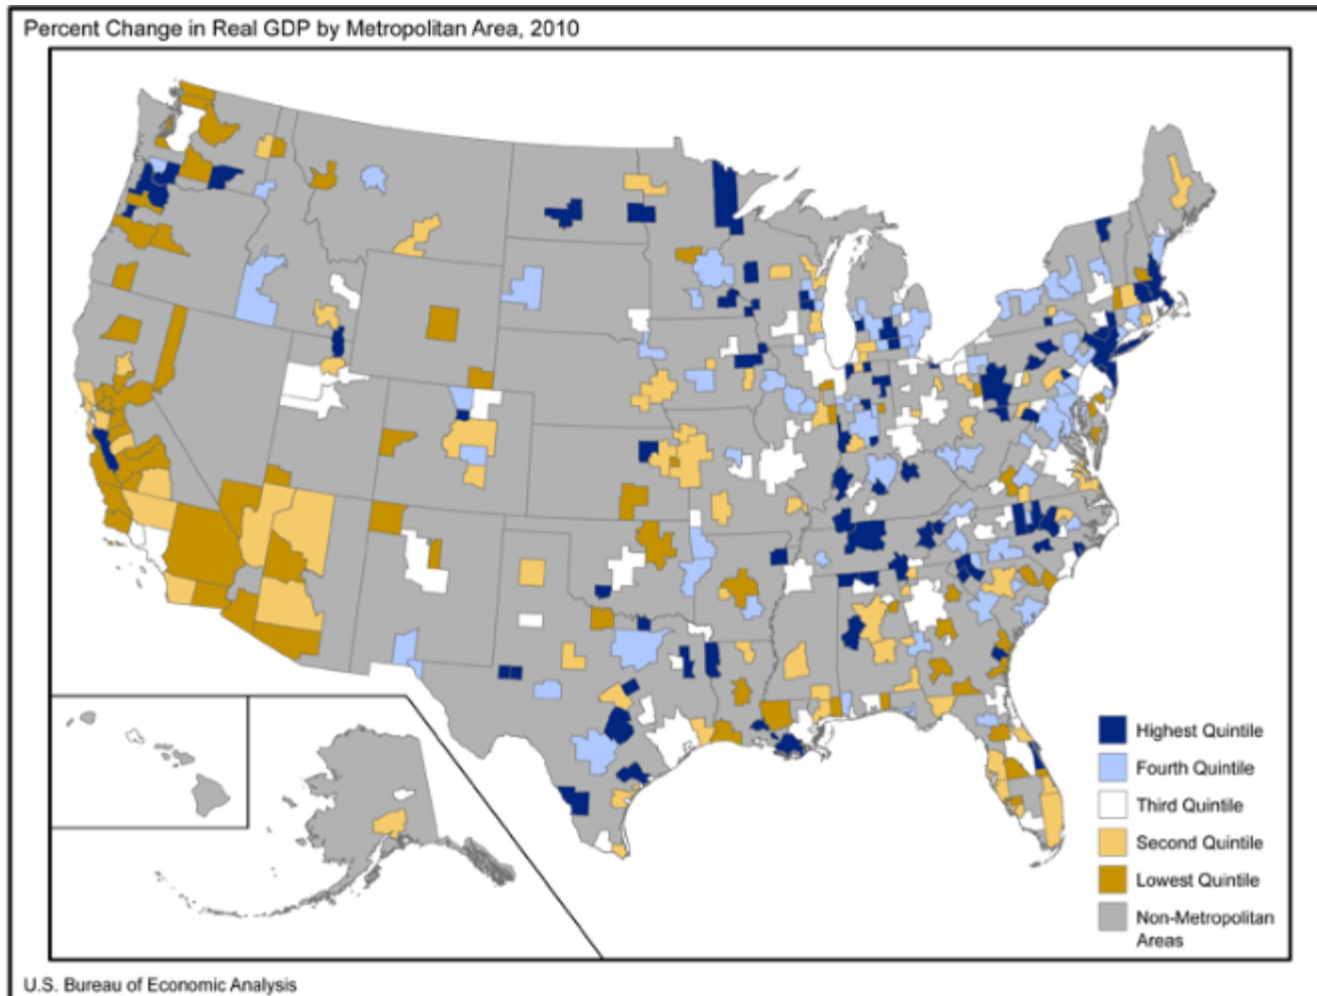 Percent Change in Real GDP by Metropolitan Area, 2010
Highest Quintile
Fourth Quintile
Third Quintile
Second Quintile
Lowest Quintile
Non-Metropolitan
Areas
U.S. Bureau of Economic Analysis